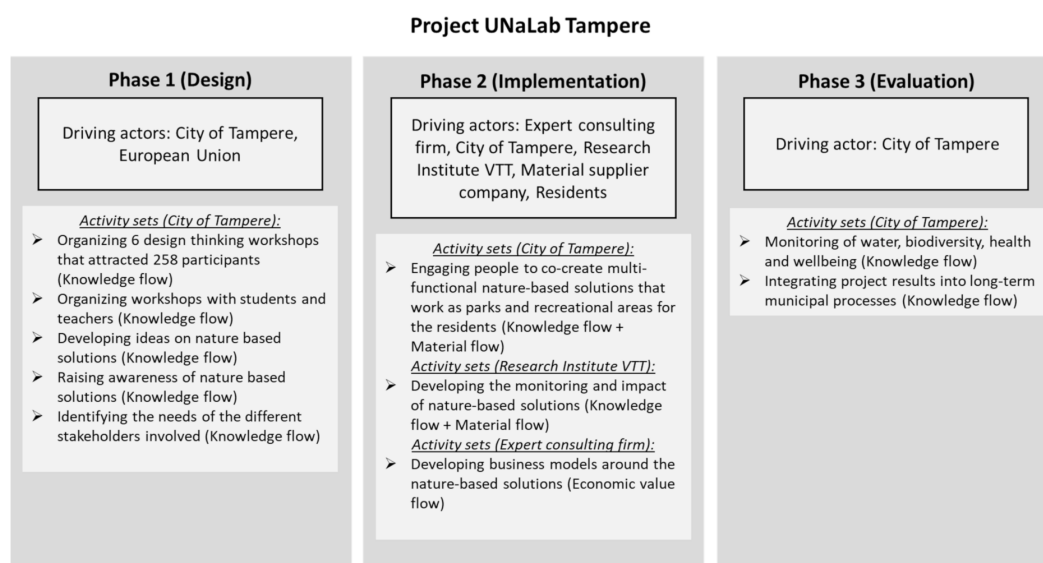 Project UNaLab Tampere
Phase 1 (Design)
Driving actors: City of Tampere,
European Union
Activity sets (City of Tampere):
➢ Organizing 6 design thinking workshops
that attracted 258 participants
(Knowledge flow)
➢ Organizing workshops with students and
teachers (Knowledge flow)
➢ Developing ideas on nature based
solutions (Knowledge flow)
➢ Raising awareness of nature based
solutions (Knowledge flow)
➢ Identifying the needs of the different
stakeholders involved (Knowledge flow)
Phase 2 (Implementation)
Driving actors: Expert consulting
firm, City of Tampere, Research
Institute VTT, Material supplier
company, Residents
Activity sets (City of Tampere):
➢ Engaging people to co-create multi-
functional nature-based solutions that
work as parks and recreational areas for
the residents (Knowledge flow +
Material flow)
Activity sets (Research Institute VTT):
➢ Developing the monitoring and impact
of nature-based solutions (Knowledge
flow + Material flow)
Activity sets (Expert consulting firm):
➢ Developing business models around the
nature-based solutions (Economic value
flow)
Phase 3 (Evaluation)
Driving actor: City of Tampere
Activity sets (City of Tampere):
➢ Monitoring of water, biodiversity, health
and wellbeing (Knowledge flow)
➢ Integrating project results into long-term
municipal processes (Knowledge flow)